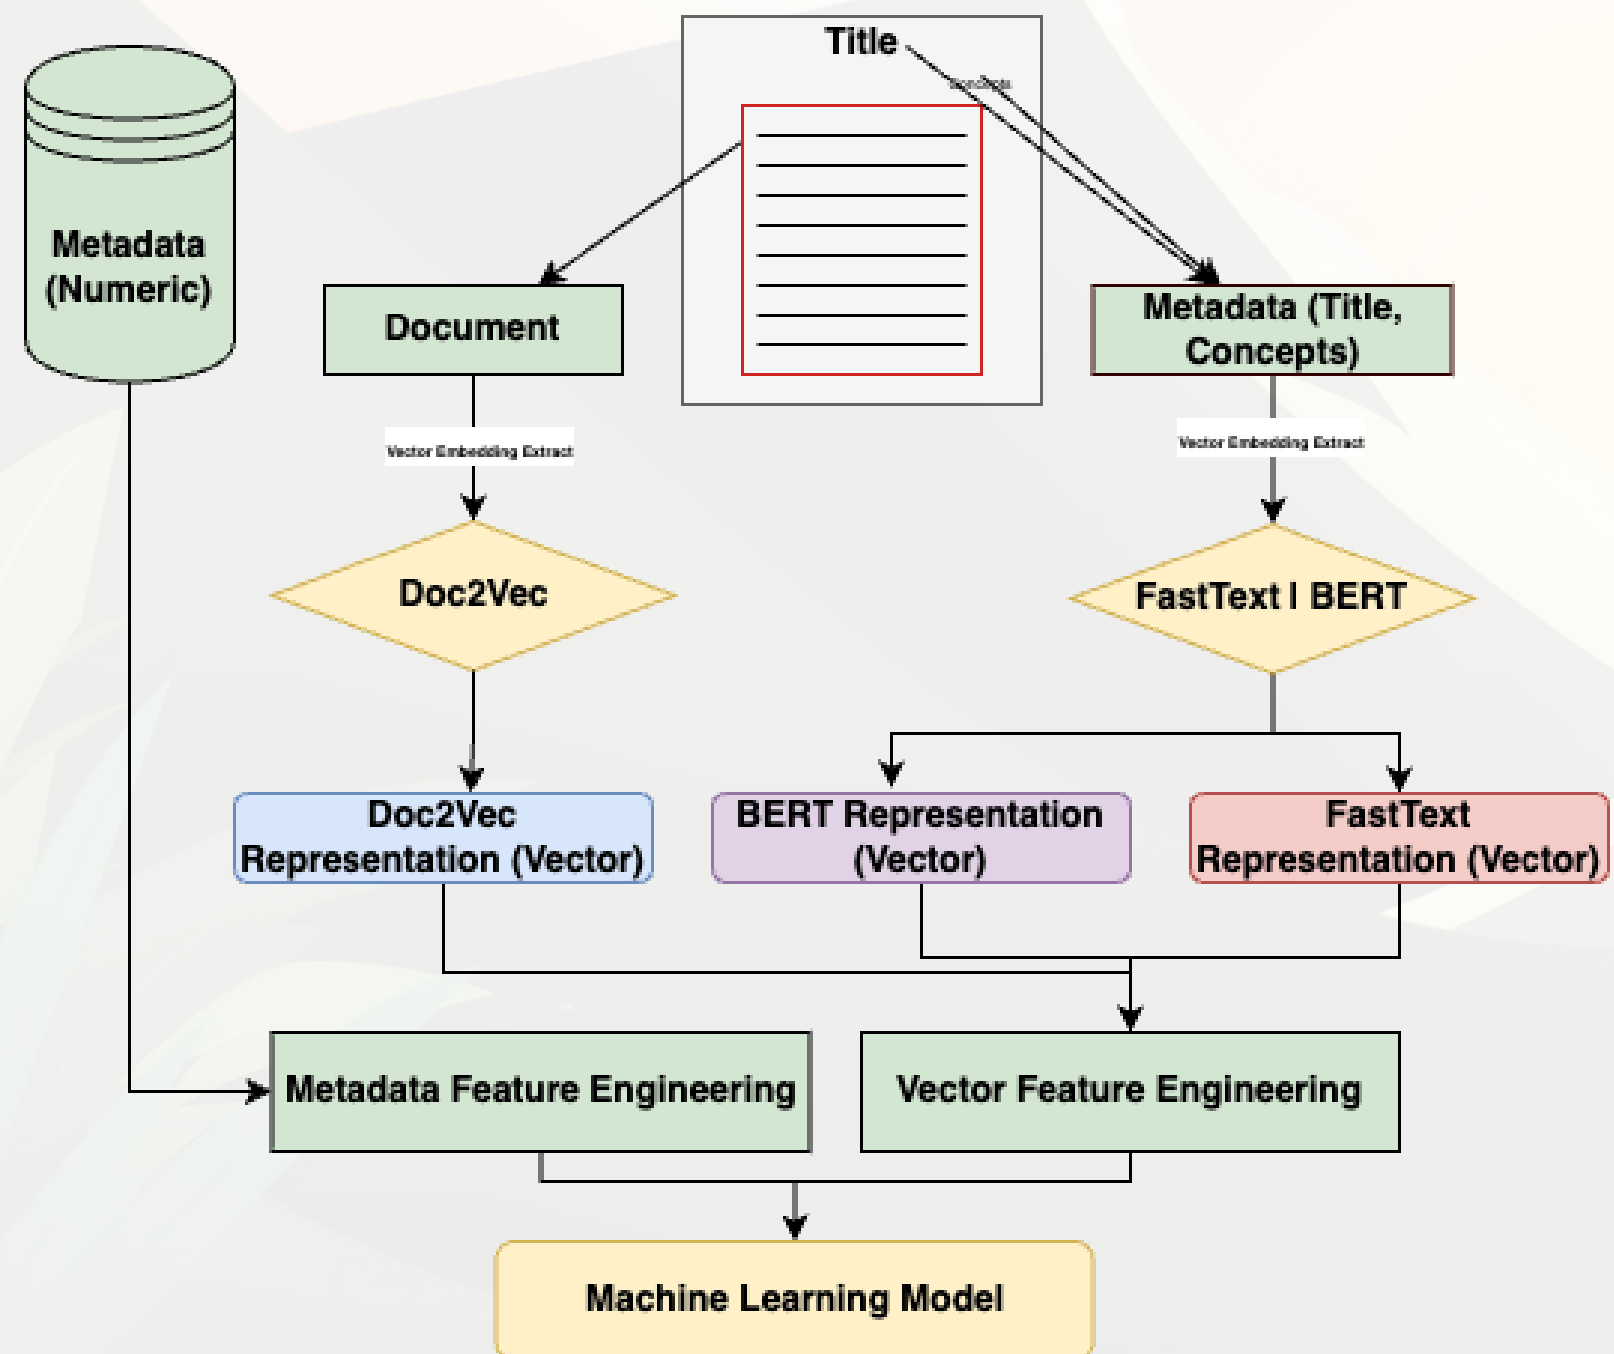 Title
Concepts
Metadata
(Numeric)
Document
Metadata (Title,
Concepts)
Vector Embedding Extract
Vector Embedding Extract
Doc2Vec
FastText | BERT
Doc2Vec
Representation (Vector)
BERT Representation
(Vector)
FastText
Representation (Vector)
Metadata Feature Engineering
Vector Feature Engineering
Machine Learning Model